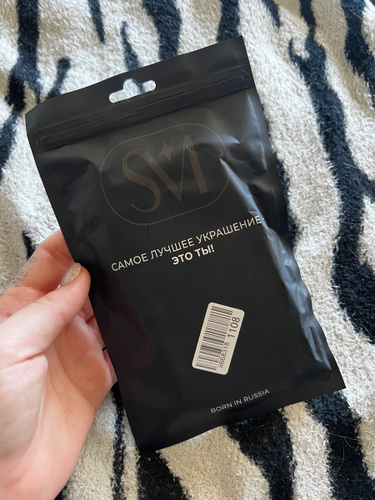 SM
САМОЕ ЛУЧШЕЕ УКРАШЕНИЕ
ЭТО ТЫ!
1108
BORN IN RUSSIA